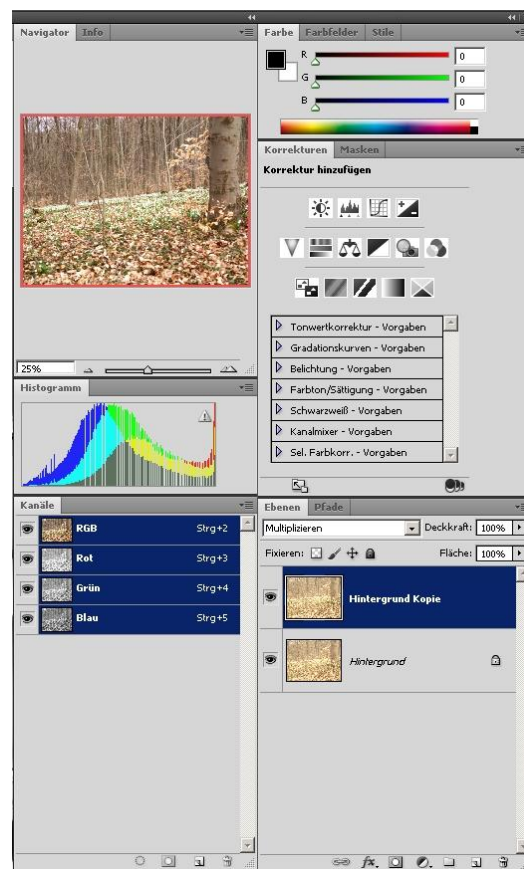 Navigator Info
25%
Histogramm
Kanäle
RGB Strg+2
Rot Strg+3
Grün Strg+4
Blau Strg+5
Farbe Farbfelder Stile
R 0
G 0
B 0
Korrekturen Masken
Korrektur hinzufügen
Tonwertkorrektur - Vorgaben
Gradationskurven - Vorgaben
Belichtung - Vorgaben
Farbton/Sättigung - Vorgaben
Schwarzweiß - Vorgaben
Kanalmixer - Vorgaben
Sel. Farbkorr. - Vorgaben
Ebenen Pfade
Multiplizieren Deckkraft: 100%
Fixieren: Fläche: 100%
Hintergrund Kopie
Hintergrund
fx.